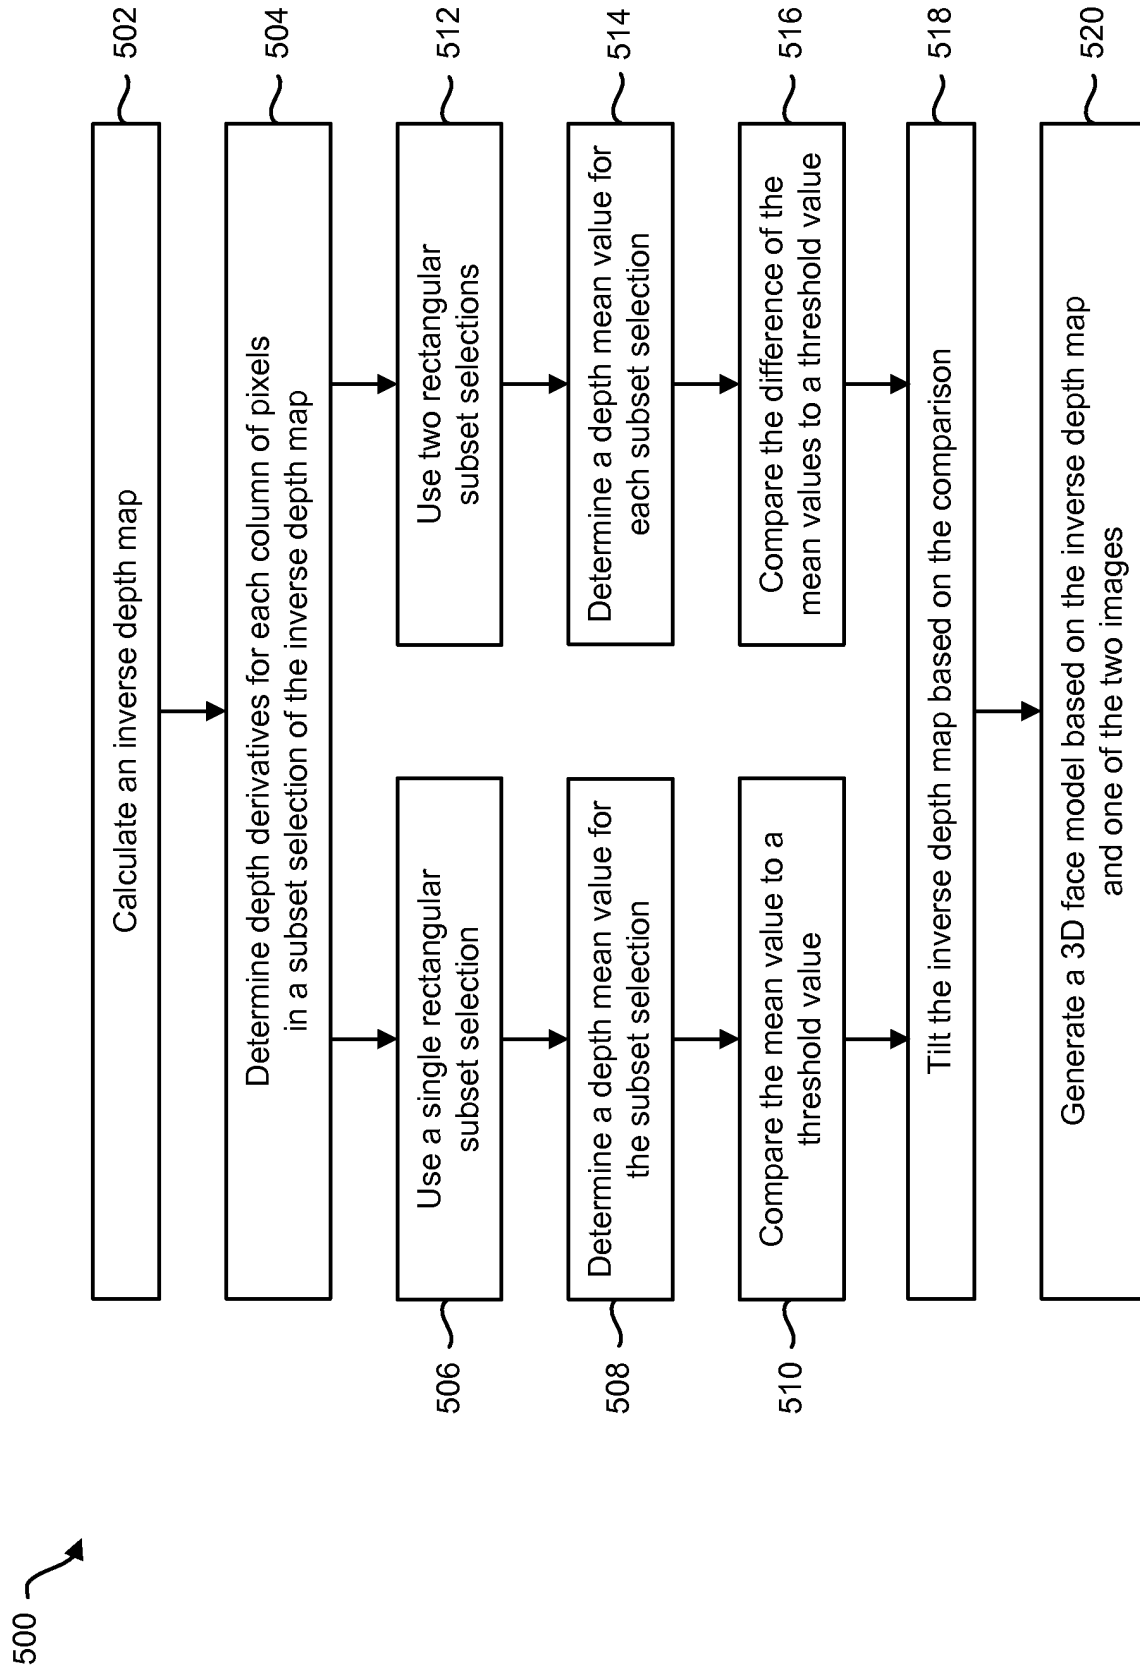 500
Calculate an inverse depth map
502
Determine depth derivatives for each column of pixels
in a subset selection of the inverse depth map
504
Use a single rectangular
subset selection
506
Use two rectangular
subset selections
512
Determine a depth mean value for
the subset selection
508
Determine a depth mean value for
each subset selection
514
Compare the mean value to a
threshold value
510
Compare the difference of the
mean values to a threshold value
516
Tilt the inverse depth map based on the comparison
518
Generate a 3D face model based on the inverse depth map
and one of the two images
520